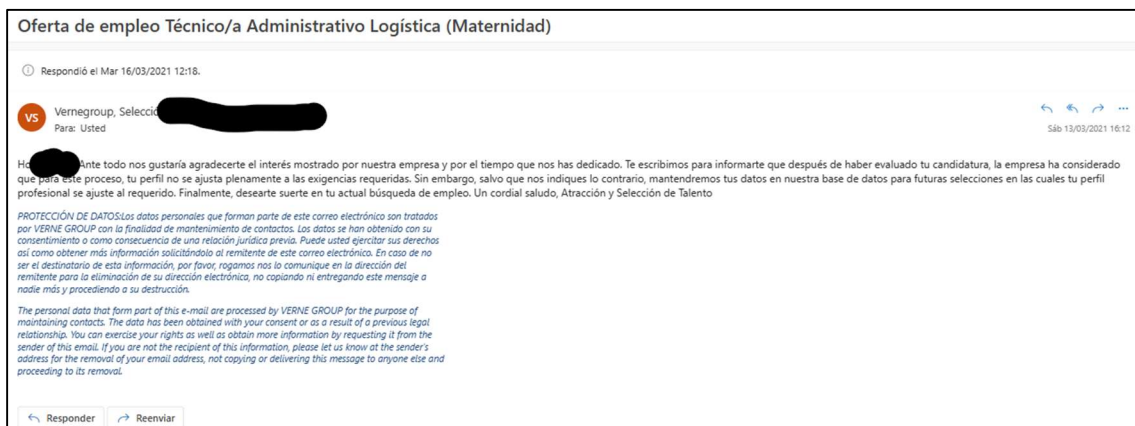 Oferta de empleo Técnico/a Administrativo Logística (Maternidad)
Respondió el Mar 16/03/2021 12:18.
VS
Vernegroup, Selecció
Para: Usted
Sáb 13/03/2021 16:12
Ho Ante todo nos gustaría agradecerte el interés mostrado por nuestra empresa y por el tiempo que nos has dedicado. Te escribimos para informarte que después de haber evaluado tu candidatura, la empresa ha considerado
que para este proceso, tu perfil no se ajusta plenamente a las exigencias requeridas. Sin embargo, salvo que nos indiques lo contrario, mantendremos tus datos en nuestra base de datos para futuras selecciones en las cuales tu perfil
profesional se ajuste al requerido. Finalmente, desearte suerte en tu actual búsqueda de empleo. Un cordial saludo, Atracción y Selección de Talento
PROTECCIÓN DE DATOS:Los datos personales que forman parte de este correo electrónico son tratados
por VERNE GROUP con la finalidad de mantenimiento de contactos. Los datos se han obtenido con su
consentimiento o como consecuencia de una relación jurídica previa. Puede usted ejercitar sus derechos
así como obtener más información solicitándolo al remitente de este correo electrónico. En caso de no
ser el destinatario de esta información, por favor, rogamos nos lo comunique en la dirección del
remitente para la eliminación de su dirección electrónica, no copiando ni entregando este mensaje a
nadie más y procediendo a su destrucción.
The personal data that form part of this e-mail are processed by VERNE GROUP for the purpose of
maintaining contacts. The data has been obtained with your consent or as a result of a previous legal
relationship. You can exercise your rights as well as obtain more information by requesting it from the
sender of this email. If you are not the recipient of this information, please let us know at the sender's
address for the removal of your email address, not copying or delivering this message to anyone else and
proceeding to its removal.
Responder
Reenviar